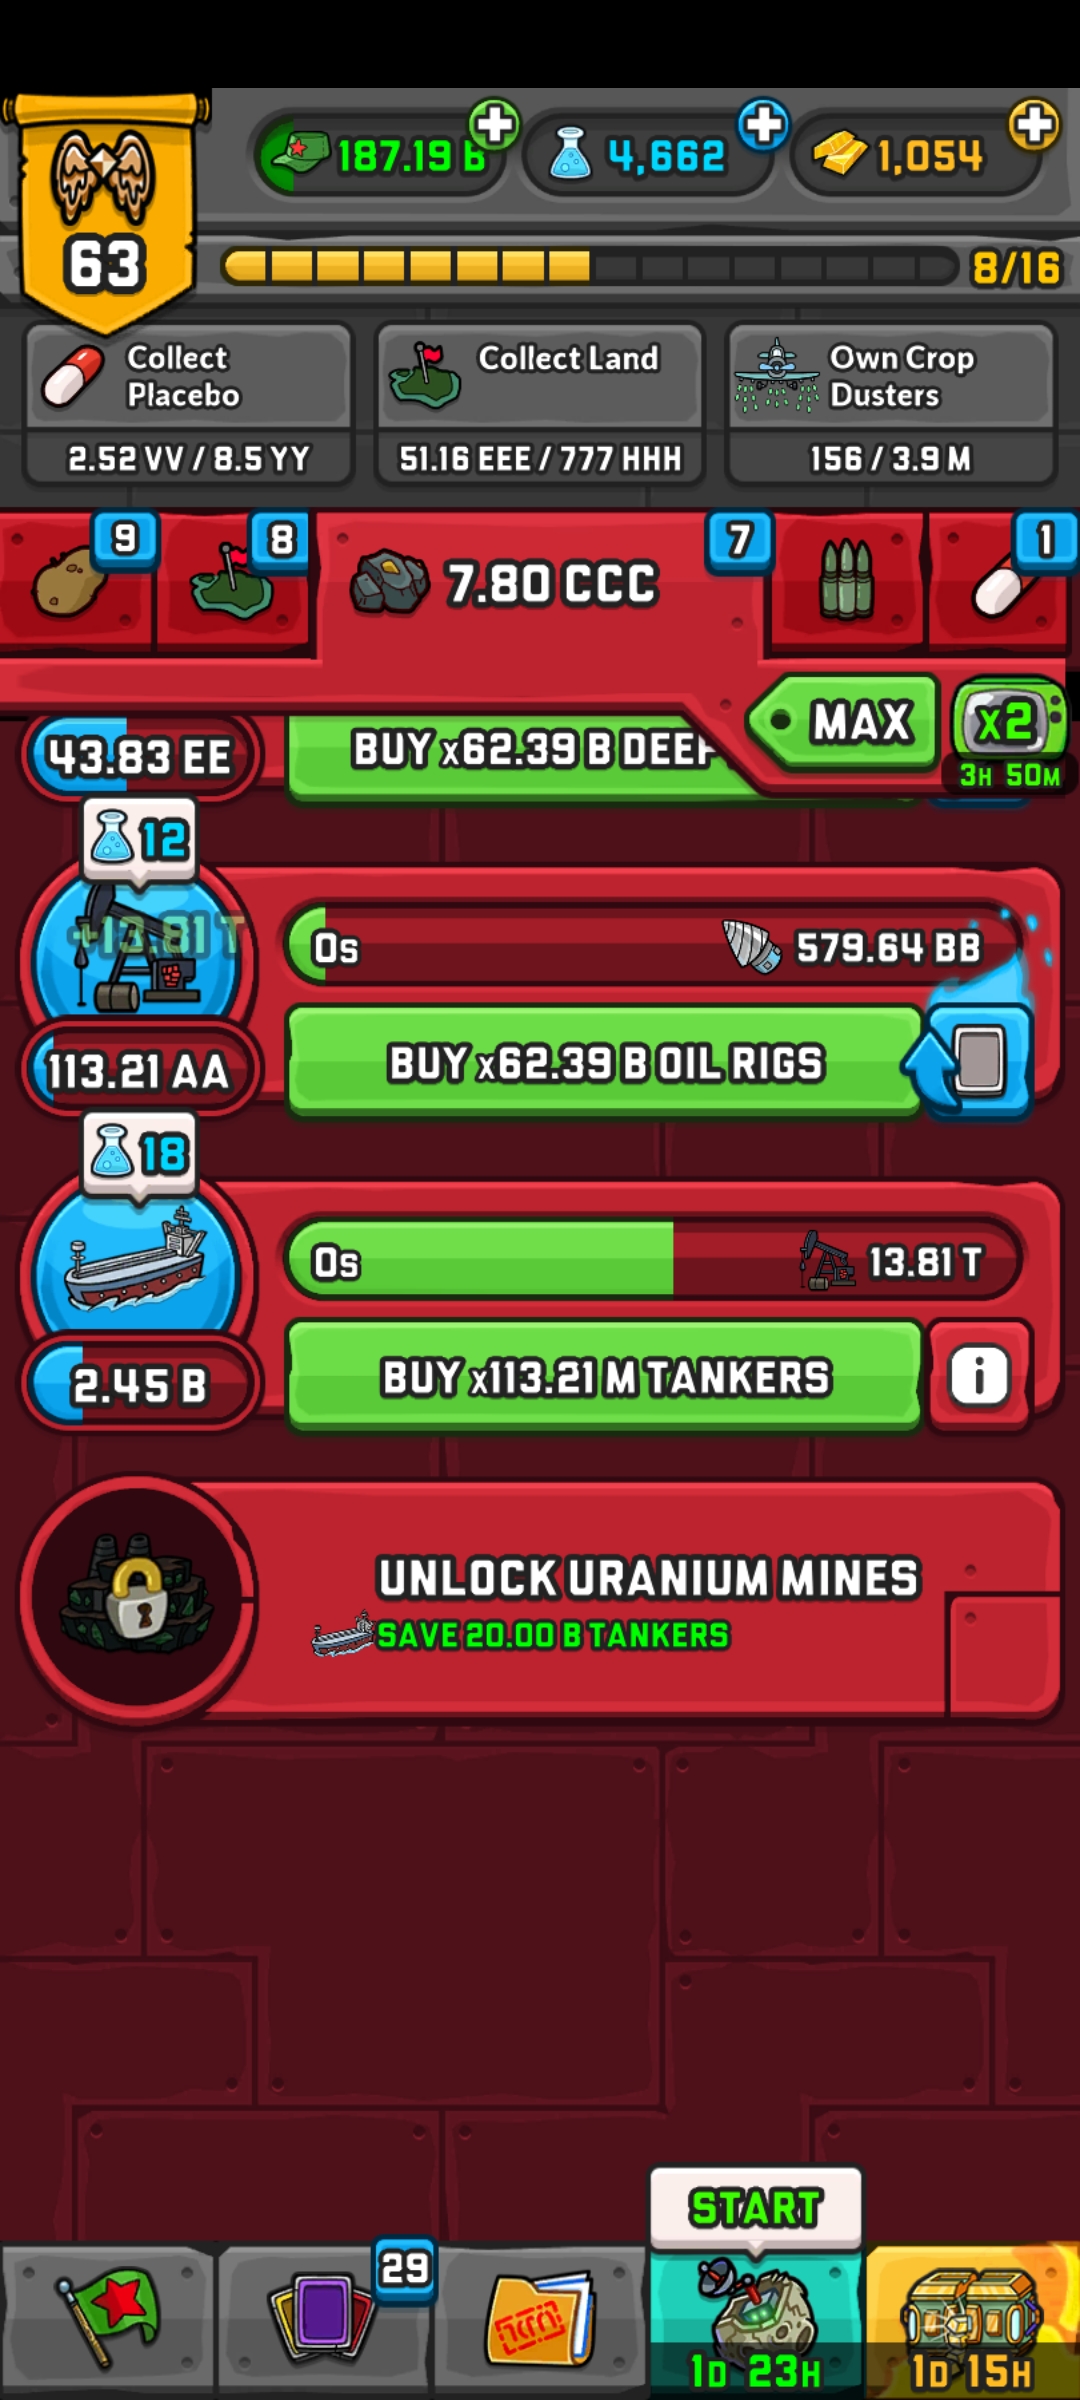 187.19 B
4,662
1,054
63
8/16
Collect
Placebo
2.52 VV / 8.5 YY
Collect Land
51.16 EEE / 777 HHH
Own Crop
Dusters
156 / 3.9 M
9
8
7.80 CCC
7
1
MAX
x2
3H 50M
43.83 EE
BUY x62.39 B DEEP
12
+13.81 T
0s
579.64 BB
113.21 AA
BUY x62.39 B OIL RIGS
18
0s
13.81 T
2.45 B
BUY x113.21 M TANKERS
i
UNLOCK URANIUM MINES
SAVE 20.00 B TANKERS
START
29
1D 23H
1D 15H